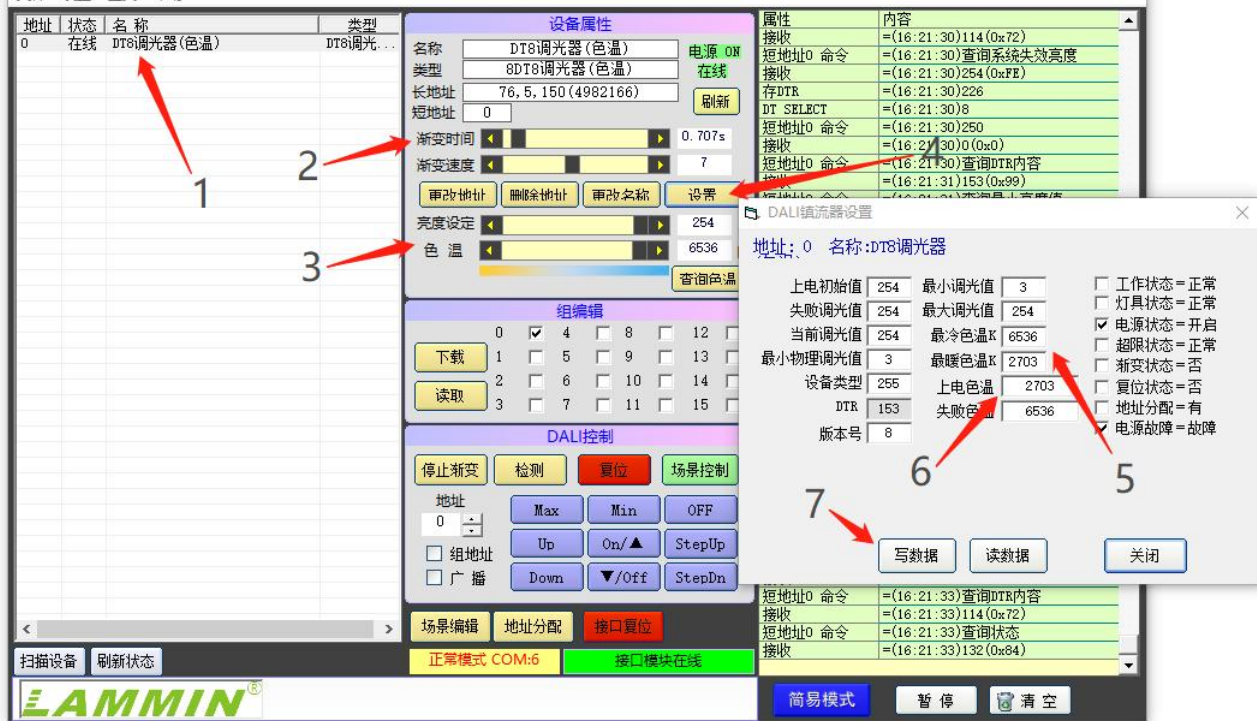 地址 状态 名 称 类型
0 在线 DT8调光器(色温) DT8调光...
1
扫描设备 刷新状态
LAMMIN®
设备属性
名称 DT8调光器(色温) 电源 ON
类型 8DT8调光器(色温) 在线
长地址 76,5,150(4982166) 刷新
短地址 0
2
渐变时间 0.707s
渐变速度 7
4
更改地址 删除地址 更改名称 设置
亮度设定 254
3
色 温 6536
查询色温
组编辑
0 4 8 12
下载 1 5 9 13
读取 2 6 10 14
3 7 11 15
DALI控制
停止渐变 检测 复位 场景控制
地址 Max Min OFF
0
组地址 Up On/▲ StepUp
广 播 Down ▼/Off StepDn
场景编辑 地址分配 接口复位
正常模式 COM:6 接口模块在线
属性 内容
接收 =(16:21:30)114(0x72)
短地址0 命令 =(16:21:30)查询系统失效亮度
接收 =(16:21:30)254(0xFE)
存DTR =(16:21:30)226
DT SELECT =(16:21:30)8
短地址0 命令 =(16:21:30)250
接收 =(16:21:30)0(0x0)
短地址0 命令 =(16:21:30)查询DTR内容
接收 =(16:21:31)153(0x99)
DALI镇流器设置
地址: 0 名称:DT8调光器
上电初始值 254 最小调光值 3 工作状态=正常
失败调光值 254 最大调光值 254 灯具状态=正常
当前调光值 254 最冷色温K 6536 电源状态=开启
超限状态=正常
最小物理调光值 3 最暖色温K 2703 渐变状态=否
设备类型 255 上电色温 2703 复位状态=否
DTR 153 失败色温 6536 地址分配=有
版本号 8 电源故障=故障
6
5
7
写数据 读数据 关闭
短地址0 命令 =(16:21:33)查询DTR内容
接收 =(16:21:33)114(0x72)
短地址0 命令 =(16:21:33)查询状态
接收 =(16:21:33)132(0x84)
简易模式 暂 停 清 空